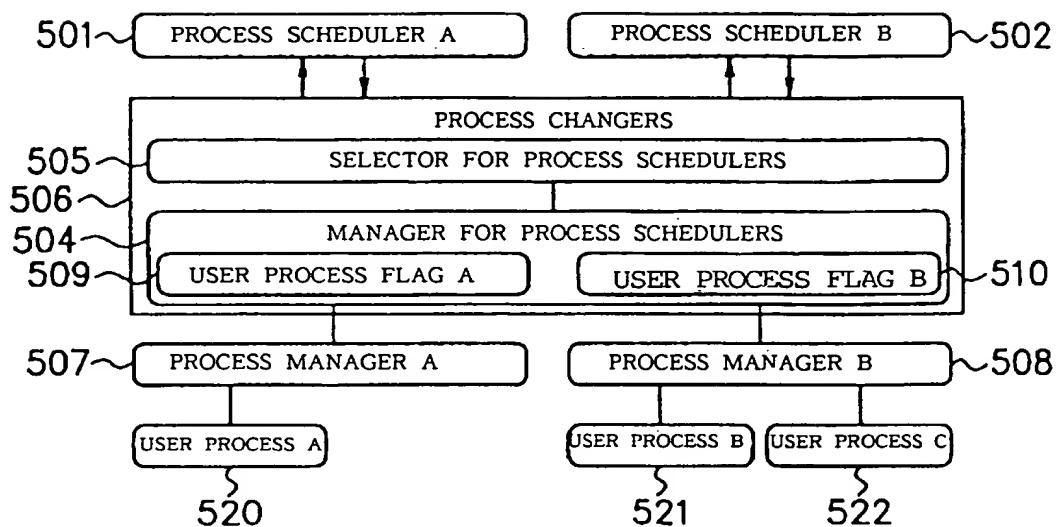 501 PROCESS SCHEDULER A PROCESS SCHEDULER B 502
PROCESS CHANGERS
505 SELECTOR FOR PROCESS SCHEDULERS
506
504 MANAGER FOR PROCESS SCHEDULERS
509 USER PROCESS FLAG A USER PROCESS FLAG B 510
507 PROCESS MANAGER A PROCESS MANAGER B 508
USER PROCESS A USER PROCESS B USER PROCESS C
520 521 522